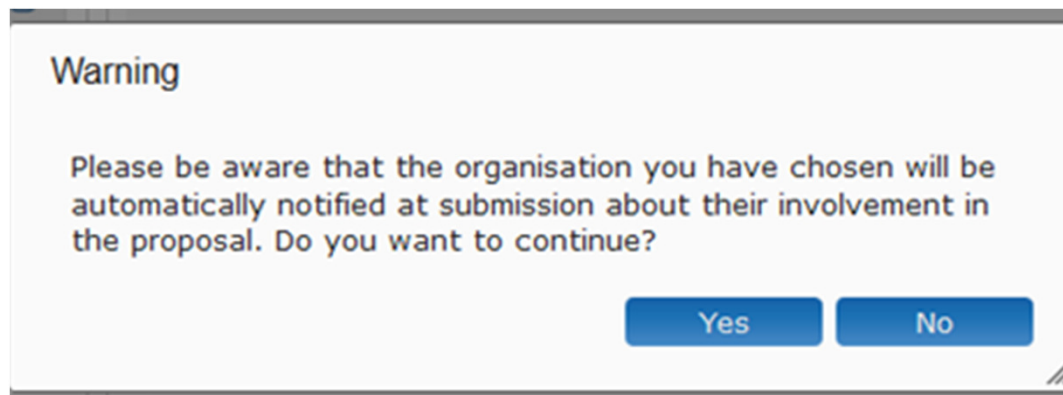 Warning
Please be aware that the organisation you have chosen will be
automatically notified at submission about their involvement in
the proposal. Do you want to continue?
Yes No